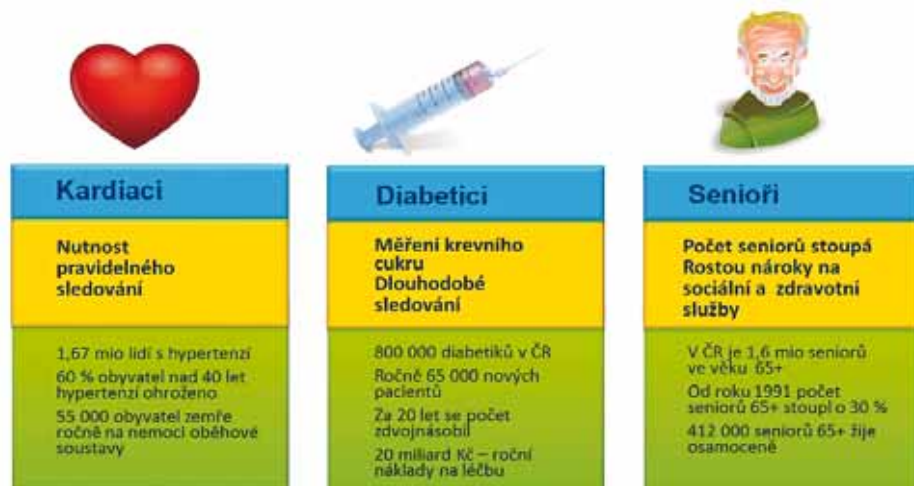 Kardiaci
Nutnost
pravidelného
sledování
1,67 mio lidí s hypertenzí
60 % obyvatel nad 40 let
hypertenzí ohroženo
55 000 obyvatel zemře
ročně na nemoci oběhové
soustavy
Diabetici
Měření krevního
cukru
Dlouhodobé
sledování
800 000 diabetiků v ČR
Ročně 65 000 nových
pacientů
Za 20 let se počet
zdvojnásobil
20 miliard Kč – roční
náklady na léčbu
Senioři
Počet seniorů stoupá
Rostou nároky na
sociální a zdravotní
služby
V ČR je 1,6 mio seniorů
ve věku 65+
Od roku 1991 počet
seniorů 65+ stoupl o 30 %
412 000 seniorů 65+ žije
osamoceně